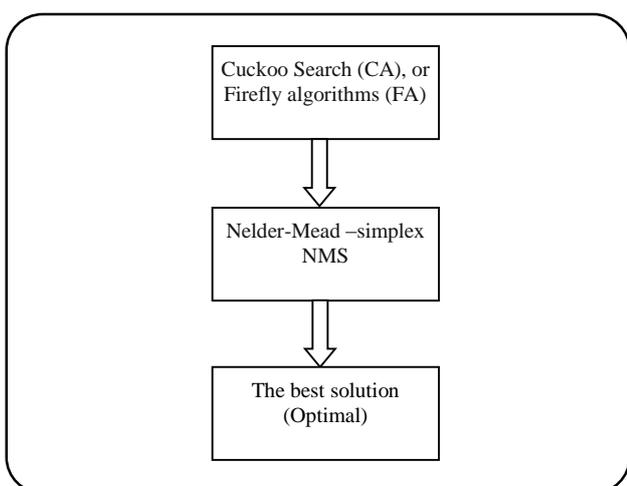 Cuckoo Search (CA), or
Firefly algorithms (FA)
Nelder-Mead –simplex
NMS
The best solution
(Optimal)